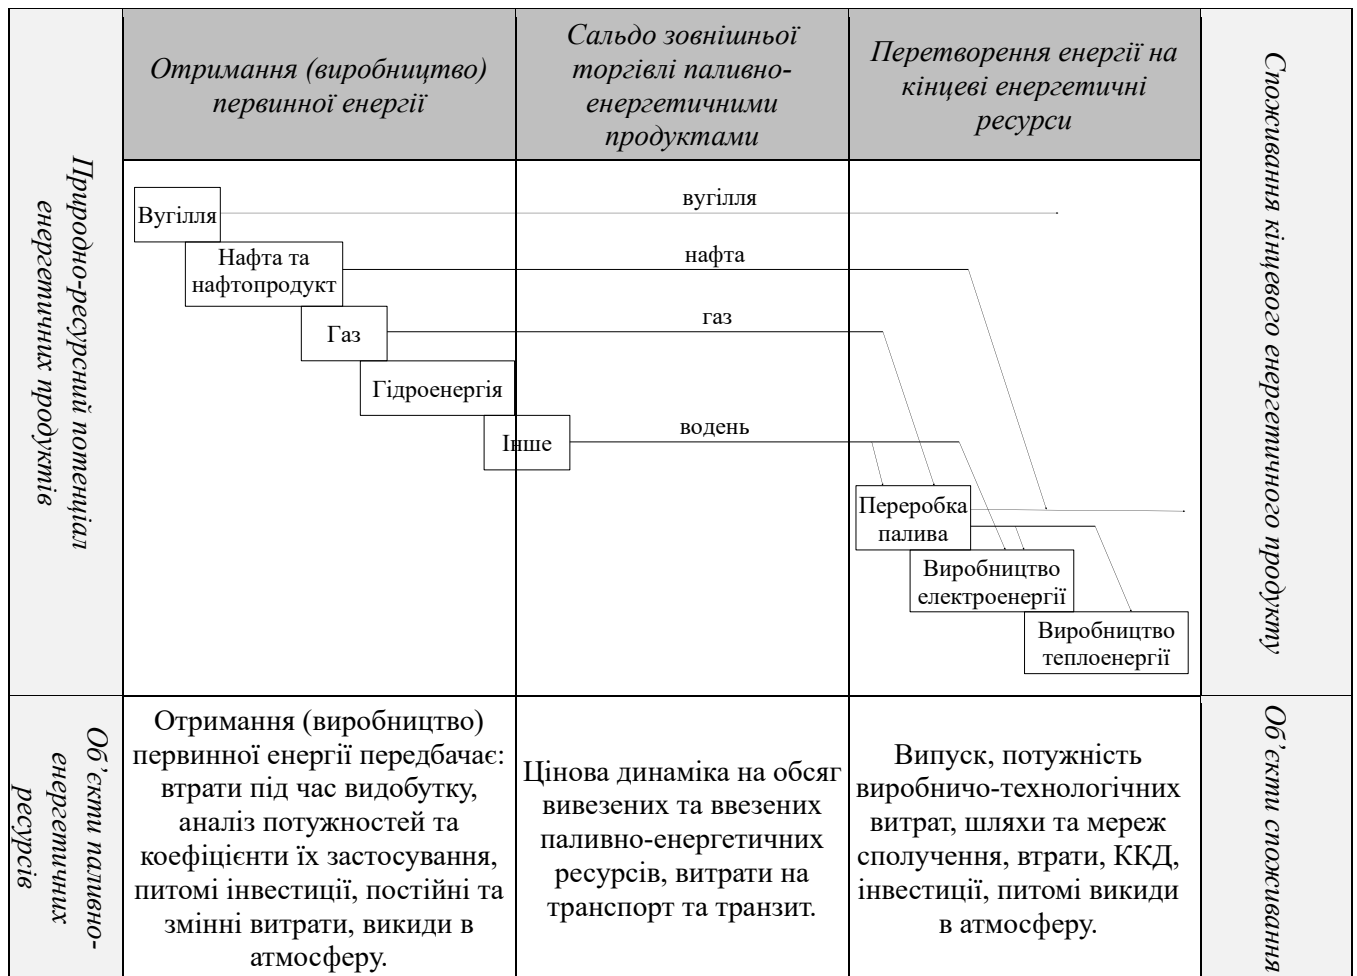 Природно-ресурсний потенціал
енергетичних продуктів
Отримання (виробництво)
первинної енергії
Сальдо зовнішньої
торгівлі паливно-
енергетичними
продуктами
Перетворення енергії на
кінцеві енергетичні
ресурси
Споживання кінцевого енергетичного продукту
Вугілля
вугілля
Нафта та
нафтопродукт
нафта
Газ
газ
Гідроенергія
Інше
водень
Переробка
палива
Виробництво
електроенергії
Виробництво
теплоенергії
Об’єкти паливно-
енергетичних
ресурсів
Отримання (виробництво)
первинної енергії передбачає:
втрати під час видобутку,
аналіз потужностей та
коефіцієнти їх застосування,
питомі інвестиції, постійні та
змінні витрати, викиди в
атмосферу.
Цінова динаміка на обсяг
вивезених та ввезених
паливно-енергетичних
ресурсів, витрати на
транспорт та транзит.
Випуск, потужність
виробничо-технологічних
витрат, шляхи та мереж
сполучення, втрати, ККД,
інвестиції, питомі викиди
в атмосферу.
Об’єкти споживання